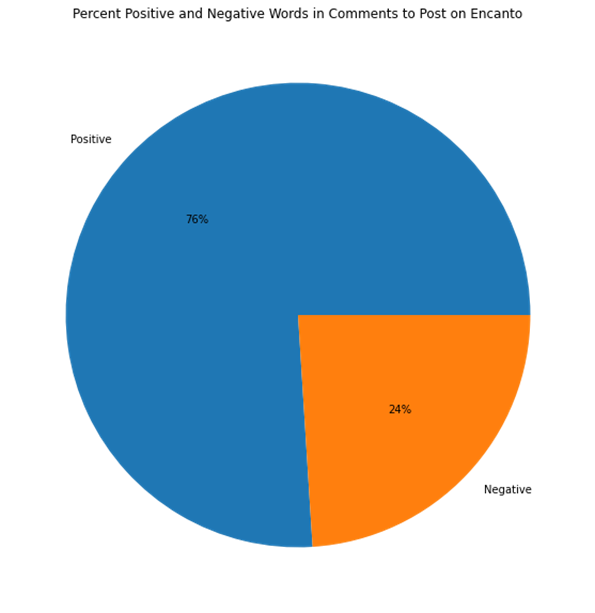 Percent Positive and Negative Words in Comments to Post on Encanto
Positive
76%
24%
Negative